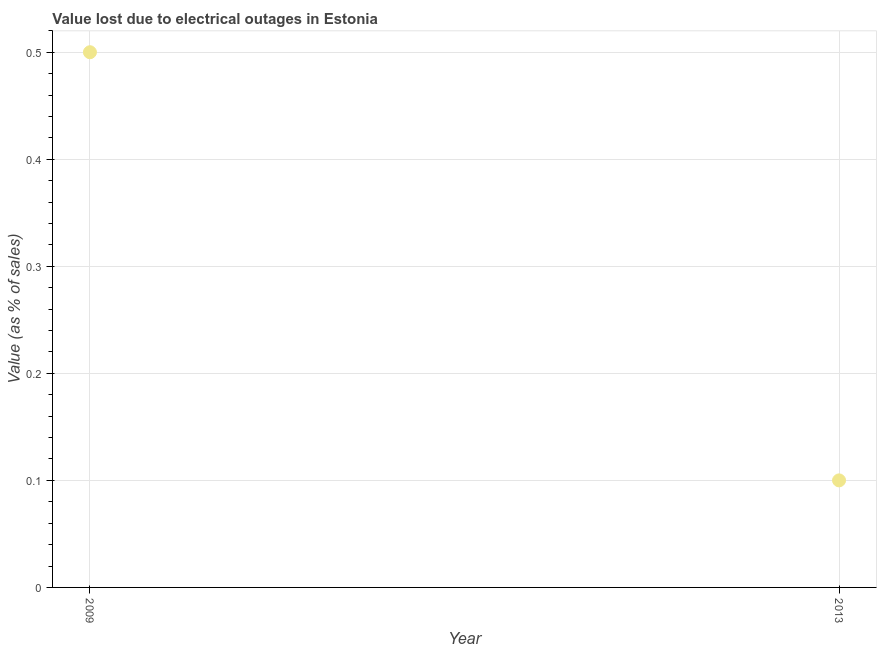 Value lost due to electrical outages in Estonia
Value (as % of sales)
0.5
0.4
0.3
0.2
0.1
0
2009
2013
Year